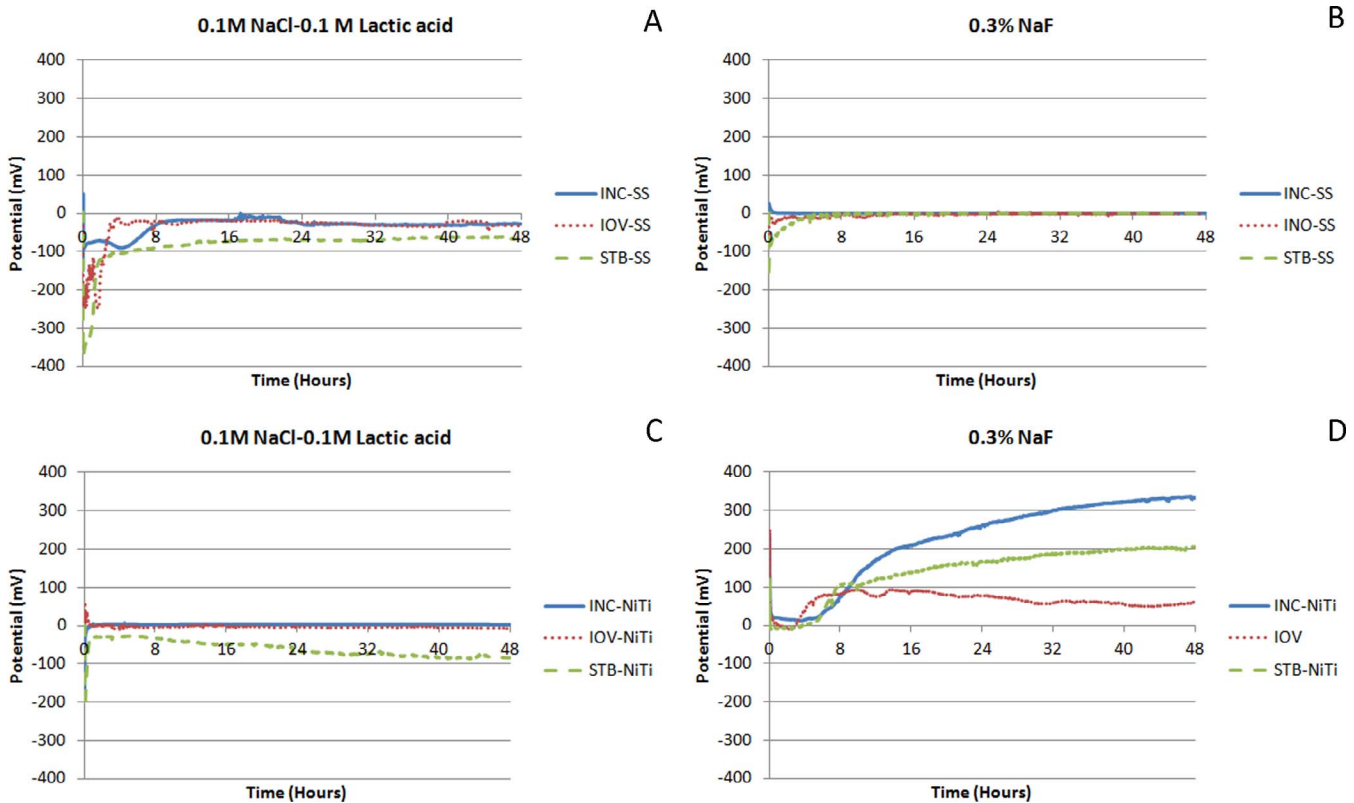 0.1M NaCl-0.1 M Lactic acid
A
400
300
200
100
0
-100
-200
-300
-400
Potential (mV)
0 8 16 24 32 40 48
Time (Hours)
INC-SS
IOV-SS
STB-SS
0.3% NaF
B
400
300
200
100
0
-100
-200
-300
-400
Potential (mV)
0 8 16 24 32 40 48
Time (Hours)
INC-SS
INO-SS
STB-SS
0.1M NaCl-0.1M Lactic acid
C
400
300
200
100
0
-100
-200
-300
-400
Potential (mV)
0 8 16 24 32 40 48
Time (Hours)
INC-NiTi
IOV-NiTi
STB-NiTi
0.3% NaF
D
400
300
200
100
0
-100
-200
-300
-400
Potential (mV)
0 8 16 24 32 40 48
Time (Hours)
INC-NiTi
IOV
STB-NiTi